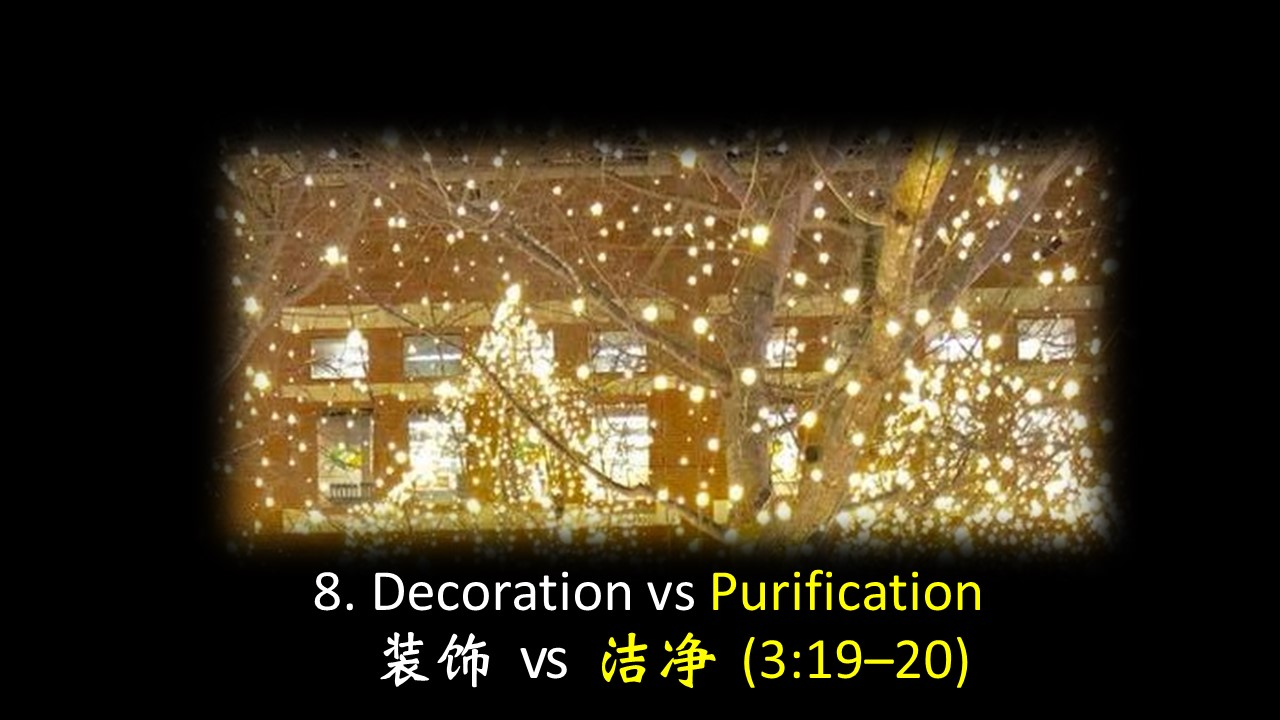 8. Decoration vs Purification
装饰 vs 洁净 (3:19–20)